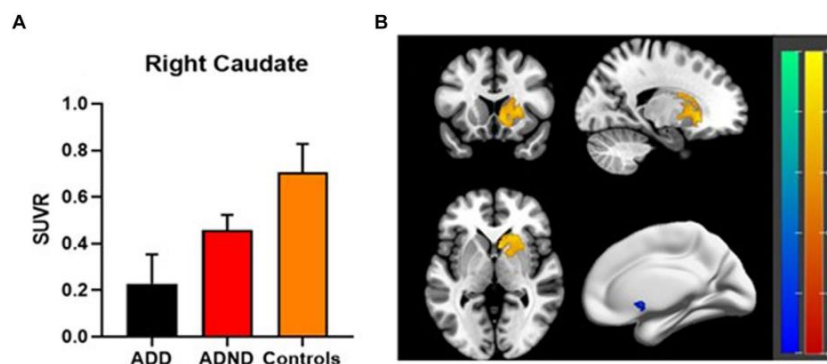 A
B
Right Caudate
SUVR
1.0
0.8
0.6
0.4
0.2
0.0
ADD ADND Controls